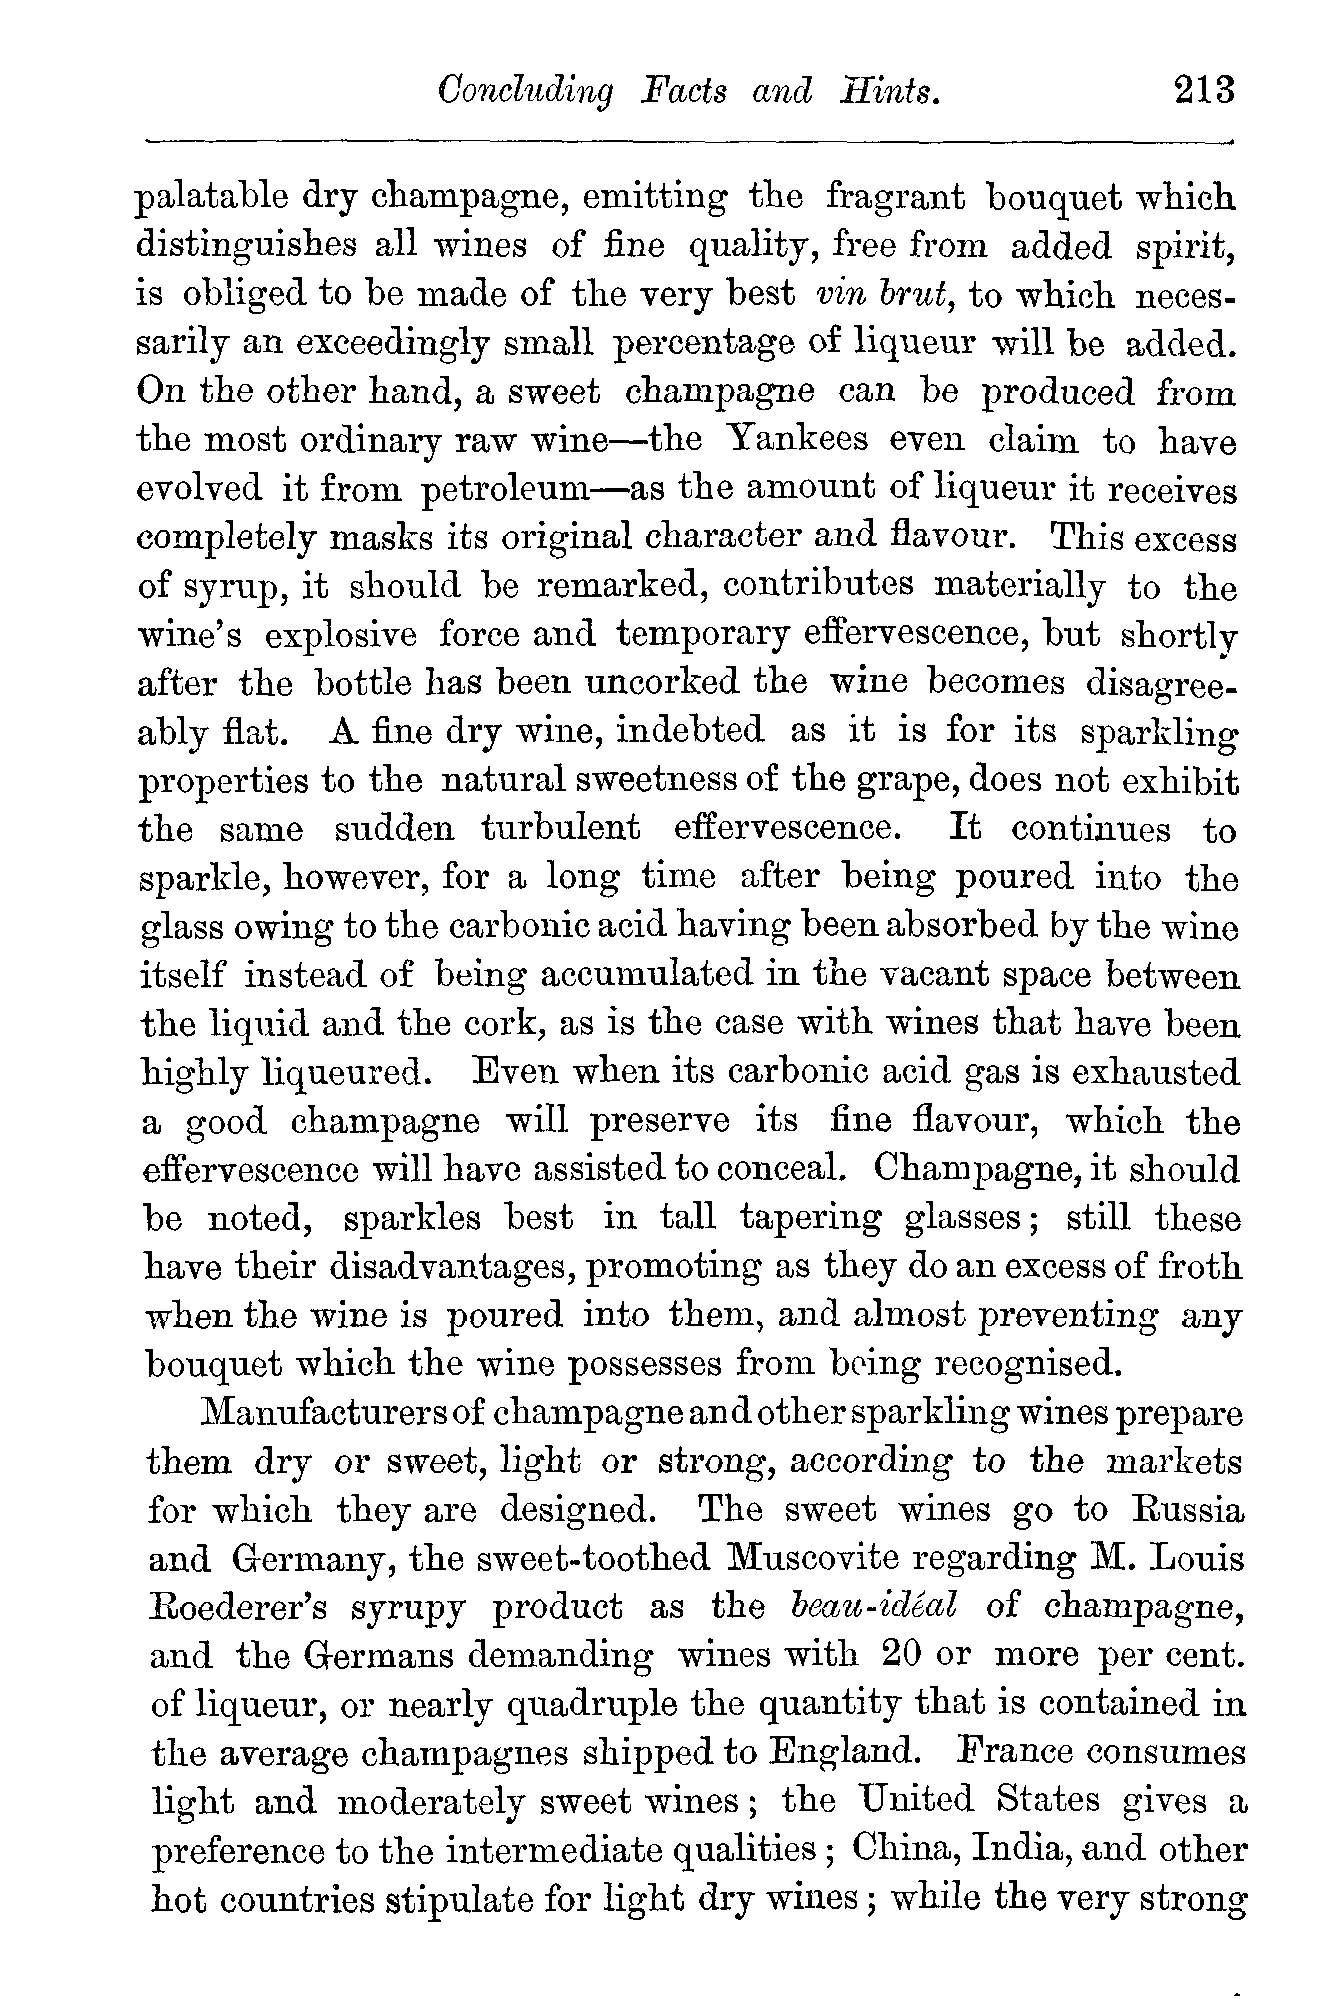 Concluding Facts and Hints. 213
palatable dry champagne, emitting the fragrant bouquet which
distinguishes all wines of fine quality, free from added spirit,
is obliged to be made of the very best vin brut, to which neces-
sarily an exceedingly small percentage of liqueur will be added.
On the other hand, a sweet champagne can be produced from
the most ordinary raw wine—the Yankees even claim to have
evolved it from petroleum—as the amount of liqueur it receives
completely masks its original character and flavour. This excess
of syrup, it should be remarked, contributes materially to the
wine's explosive force and temporary effervescence, but shortly
after the bottle has been uncorked the wine becomes disagree-
ably flat. A fine dry wine, indebted as it is for its sparkling
properties to the natural sweetness of the grape, does not exhibit
the same sudden turbulent effervescence. It continues to
sparkle, however, for a long time after being poured into the
glass owing to the carbonic acid having been absorbed by the wine
itself instead of being accumulated in the vacant space between
the liquid and the cork, as is the case with wines that have been
highly liqueured. Even when its carbonic acid gas is exhausted
a good champagne will preserve its fine flavour, which the
effervescence will have assisted to conceal. Champagne, it should
be noted, sparkles best in tall tapering glasses; still these
have their disadvantages, promoting as they do an excess of froth
when the wine is poured into them, and almost preventing any
bouquet which the wine possesses from being recognised.
Manufacturers of champagne and other sparkling wines prepare
them dry or sweet, light or strong, according to the markets
for which they are designed. The sweet wines go to Russia
and Germany, the sweet-toothed Muscovite regarding M. Louis
Roederer's syrupy product as the beau-idéal of champagne,
and the Germans demanding wines with 20 or more per cent.
of liqueur, or nearly quadruple the quantity that is contained in
the average champagnes shipped to England. France consumes
light and moderately sweet wines; the United States gives a
preference to the intermediate qualities; China, India, and other
hot countries stipulate for light dry wines; while the very strong